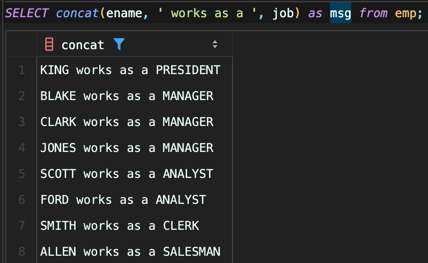 SELECT concat(ename, ' works as a ', job) as msg from emp;
concat
1 KING works as a PRESIDENT
2 BLAKE works as a MANAGER
3 CLARK works as a MANAGER
4 JONES works as a MANAGER
5 SCOTT works as a ANALYST
6 FORD works as a ANALYST
7 SMITH works as a CLERK
8 ALLEN works as a SALESMAN